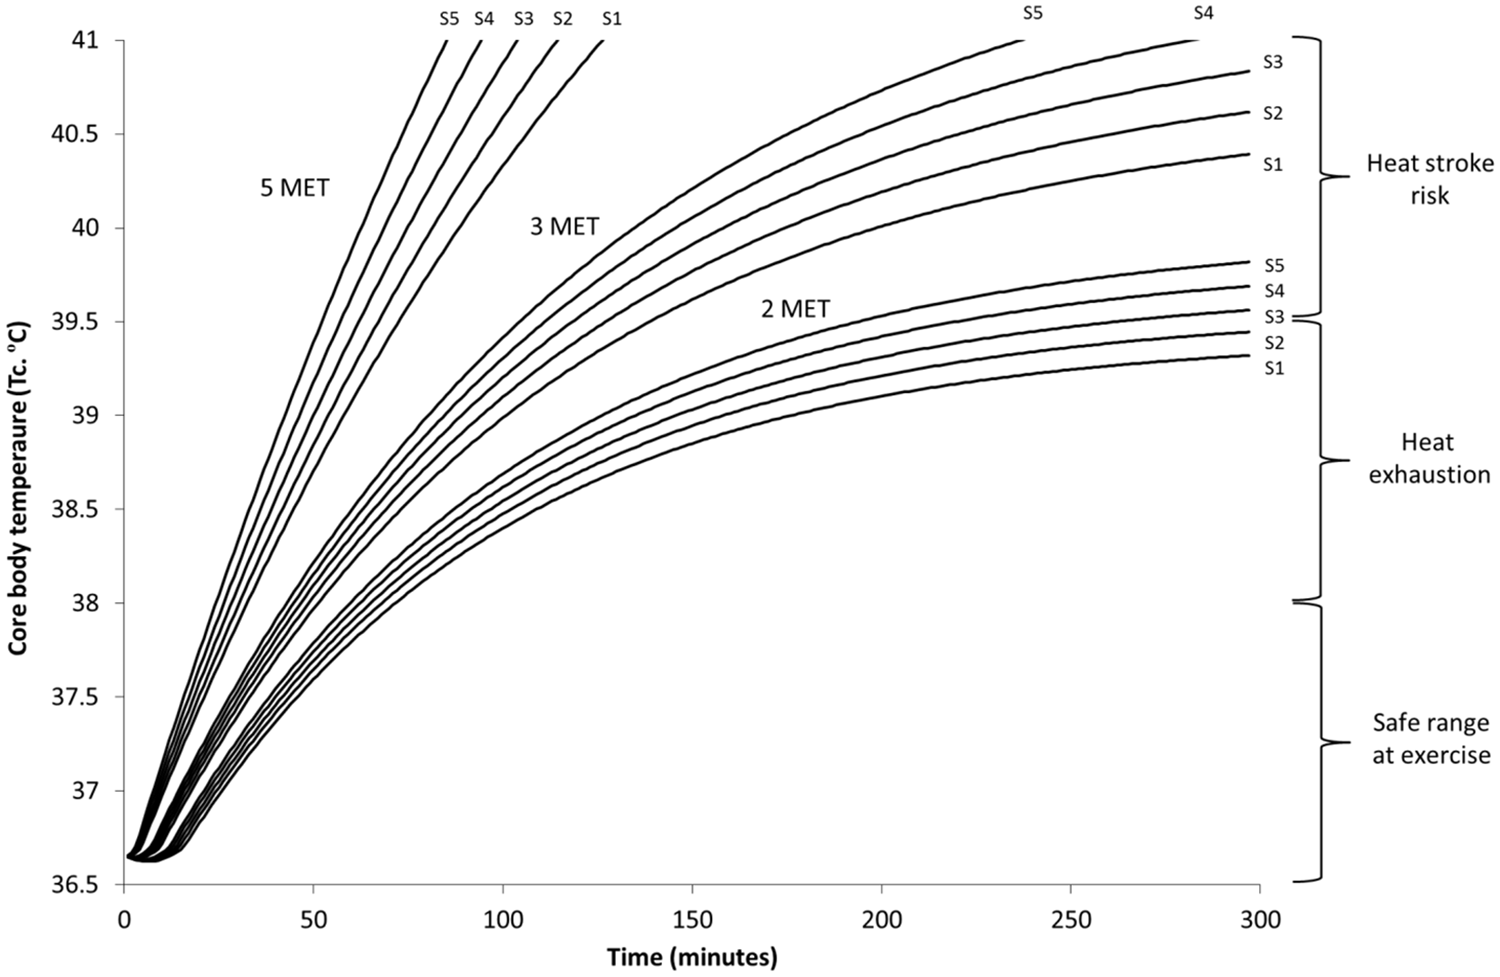 S5 S4 S3 S2 S1 S5 S4
41
S3
40.5
S2
S1
Heat stroke
risk
5 MET
40
3 MET
S5
S4
2 MET
39.5
S3
S2
S1
39
Heat
exhaustion
38.5
38
37.5
Safe range
at exercise
37
36.5
0 50 100 150 200 250 300
Time (minutes)
Core body temperaure (Tc. ºC)